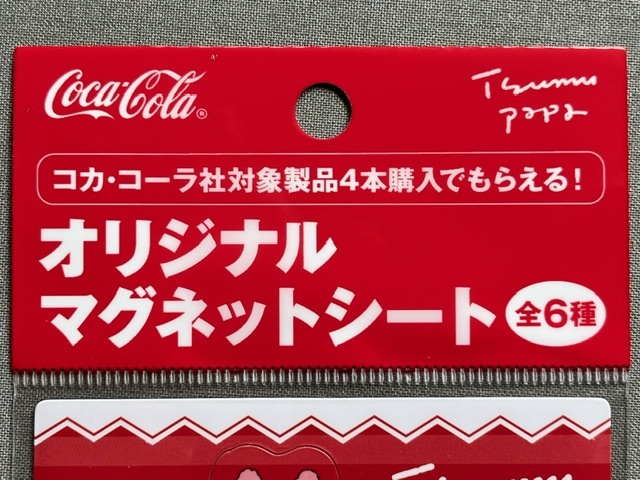 Coca-Cola®
Tsumu
papa
コカ・コーラ社対象製品4本購入でもらえる!
オリジナル
マグネットシート
全6種